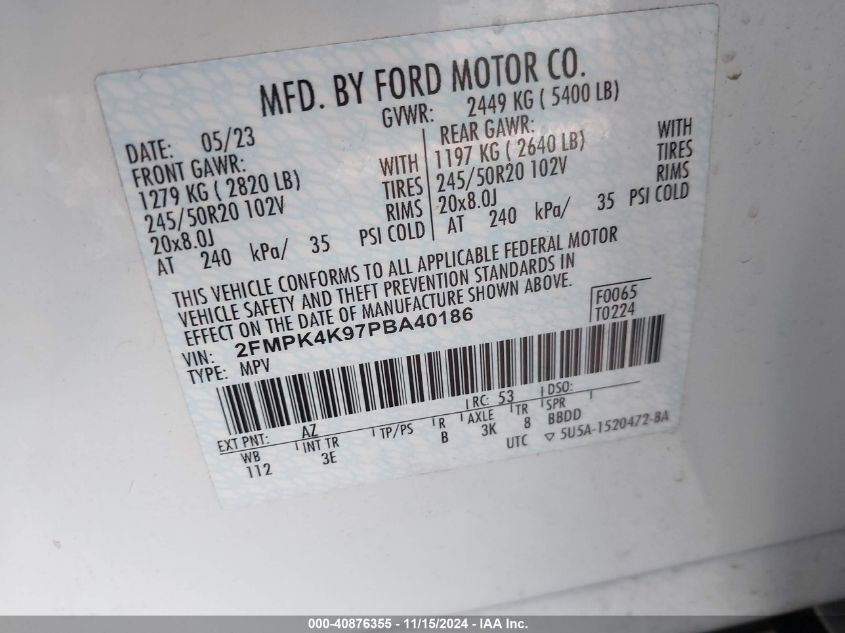 MFD. BY FORD MOTOR CO.
DATE: 05/23 GVWR: 2449 KG ( 5400 LB)
FRONT GAWR: REAR GAWR:
1279 KG ( 2820 LB) WITH 1197 KG ( 2640 LB) WITH
245/50R20 102V TIRES 245/50R20 102V TIRES
20x8.0J RIMS 20x8.0J RIMS
AT 240 kPa/ 35 PSI COLD AT 240 kPa/ 35 PSI COLD
THIS VEHICLE CONFORMS TO ALL APPLICABLE FEDERAL MOTOR
VEHICLE SAFETY AND THEFT PREVENTION STANDARDS IN
EFFECT ON THE DATE OF MANUFACTURE SHOWN ABOVE.
VIN: 2FMPK4K97PBA40186 F0065
TYPE: MPV T0224
EXT PNT: AZ RC: 53 DSO:
WB INT TR TP/PS R AXLE TR SPR
112 3E B 3K 8 BBDD
UTC ▽ 5U5A-1520472-BA
000-40876355 - 11/15/2024 - IAA Inc.